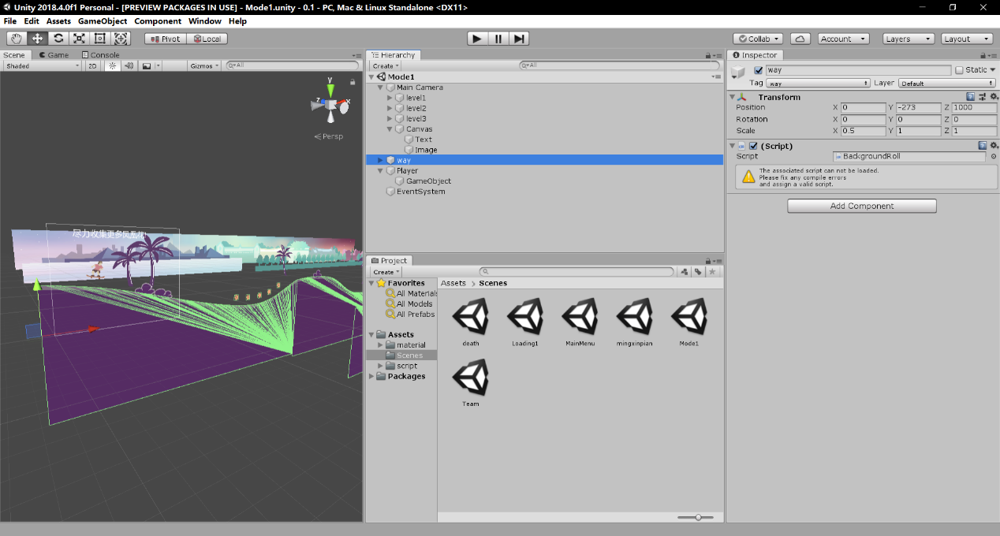 Unity 2018.4.0f1 Personal - [PREVIEW PACKAGES IN USE] - Mode1.unity - 0.1 - PC, Mac & Linux Standalone <DX11>
File Edit Assets GameObject Component Window Help
Pivot Local Collab Account Layers Layout
Scene Game Console
Shaded 2D Gizmos All
y
x
z
Persp
尽力收集更多凤凰花
Hierarchy
Create All
Mode1
Main Camera
level1
level2
level3
Canvas
Text
Image
way
Player
GameObject
EventSystem
Project
Create
Favorites
All Materials
All Models
All Prefabs
Assets
material
Scenes
script
Packages
Assets > Scenes
death Loading1 MainMenu mingxinpian Mode1
Team
Inspector
way Static
Tag way Layer Default
Transform
Position X 0 Y -273 Z 1000
Rotation X 0 Y 0 Z 0
Scale X 0.5 Y 1 Z 1
(Script)
Script BackgroundRoll
The associated script can not be loaded.
Please fix any compile errors
and assign a valid script.
Add Component